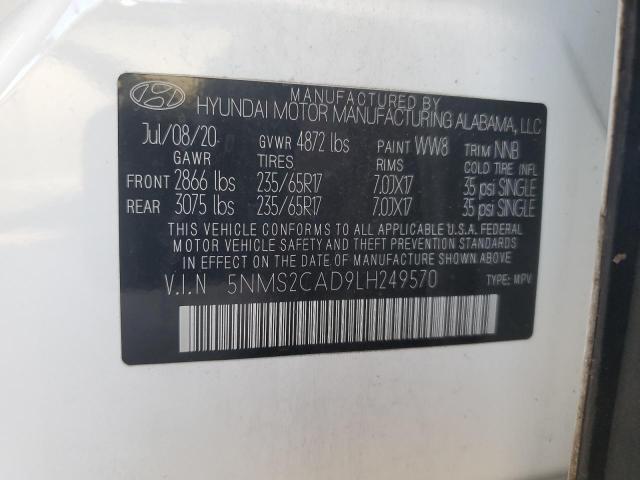 MANUFACTURED BY
HYUNDAI MOTOR MANUFACTURING ALABAMA, LLC
Jul/08/20 GVWR 4872 lbs PAINT WW8 TRIM NNB
GAWR TIRES RIMS COLD TIRE INFL
FRONT 2866 lbs 235/65R17 7.0JX17 35 psi SINGLE
REAR 3075 lbs 235/65R17 7.0JX17 35 psi SINGLE
THIS VEHICLE CONFORMS TO ALL APPLICABLE U.S.A. FEDERAL
MOTOR VEHICLE SAFETY AND THEFT PREVENTION STANDARDS
IN EFFECT ON THE DATE OF MANUFACTURE SHOWN ABOVE.
V.I.N 5NMS2CAD9LH249570 TYPE: MPV